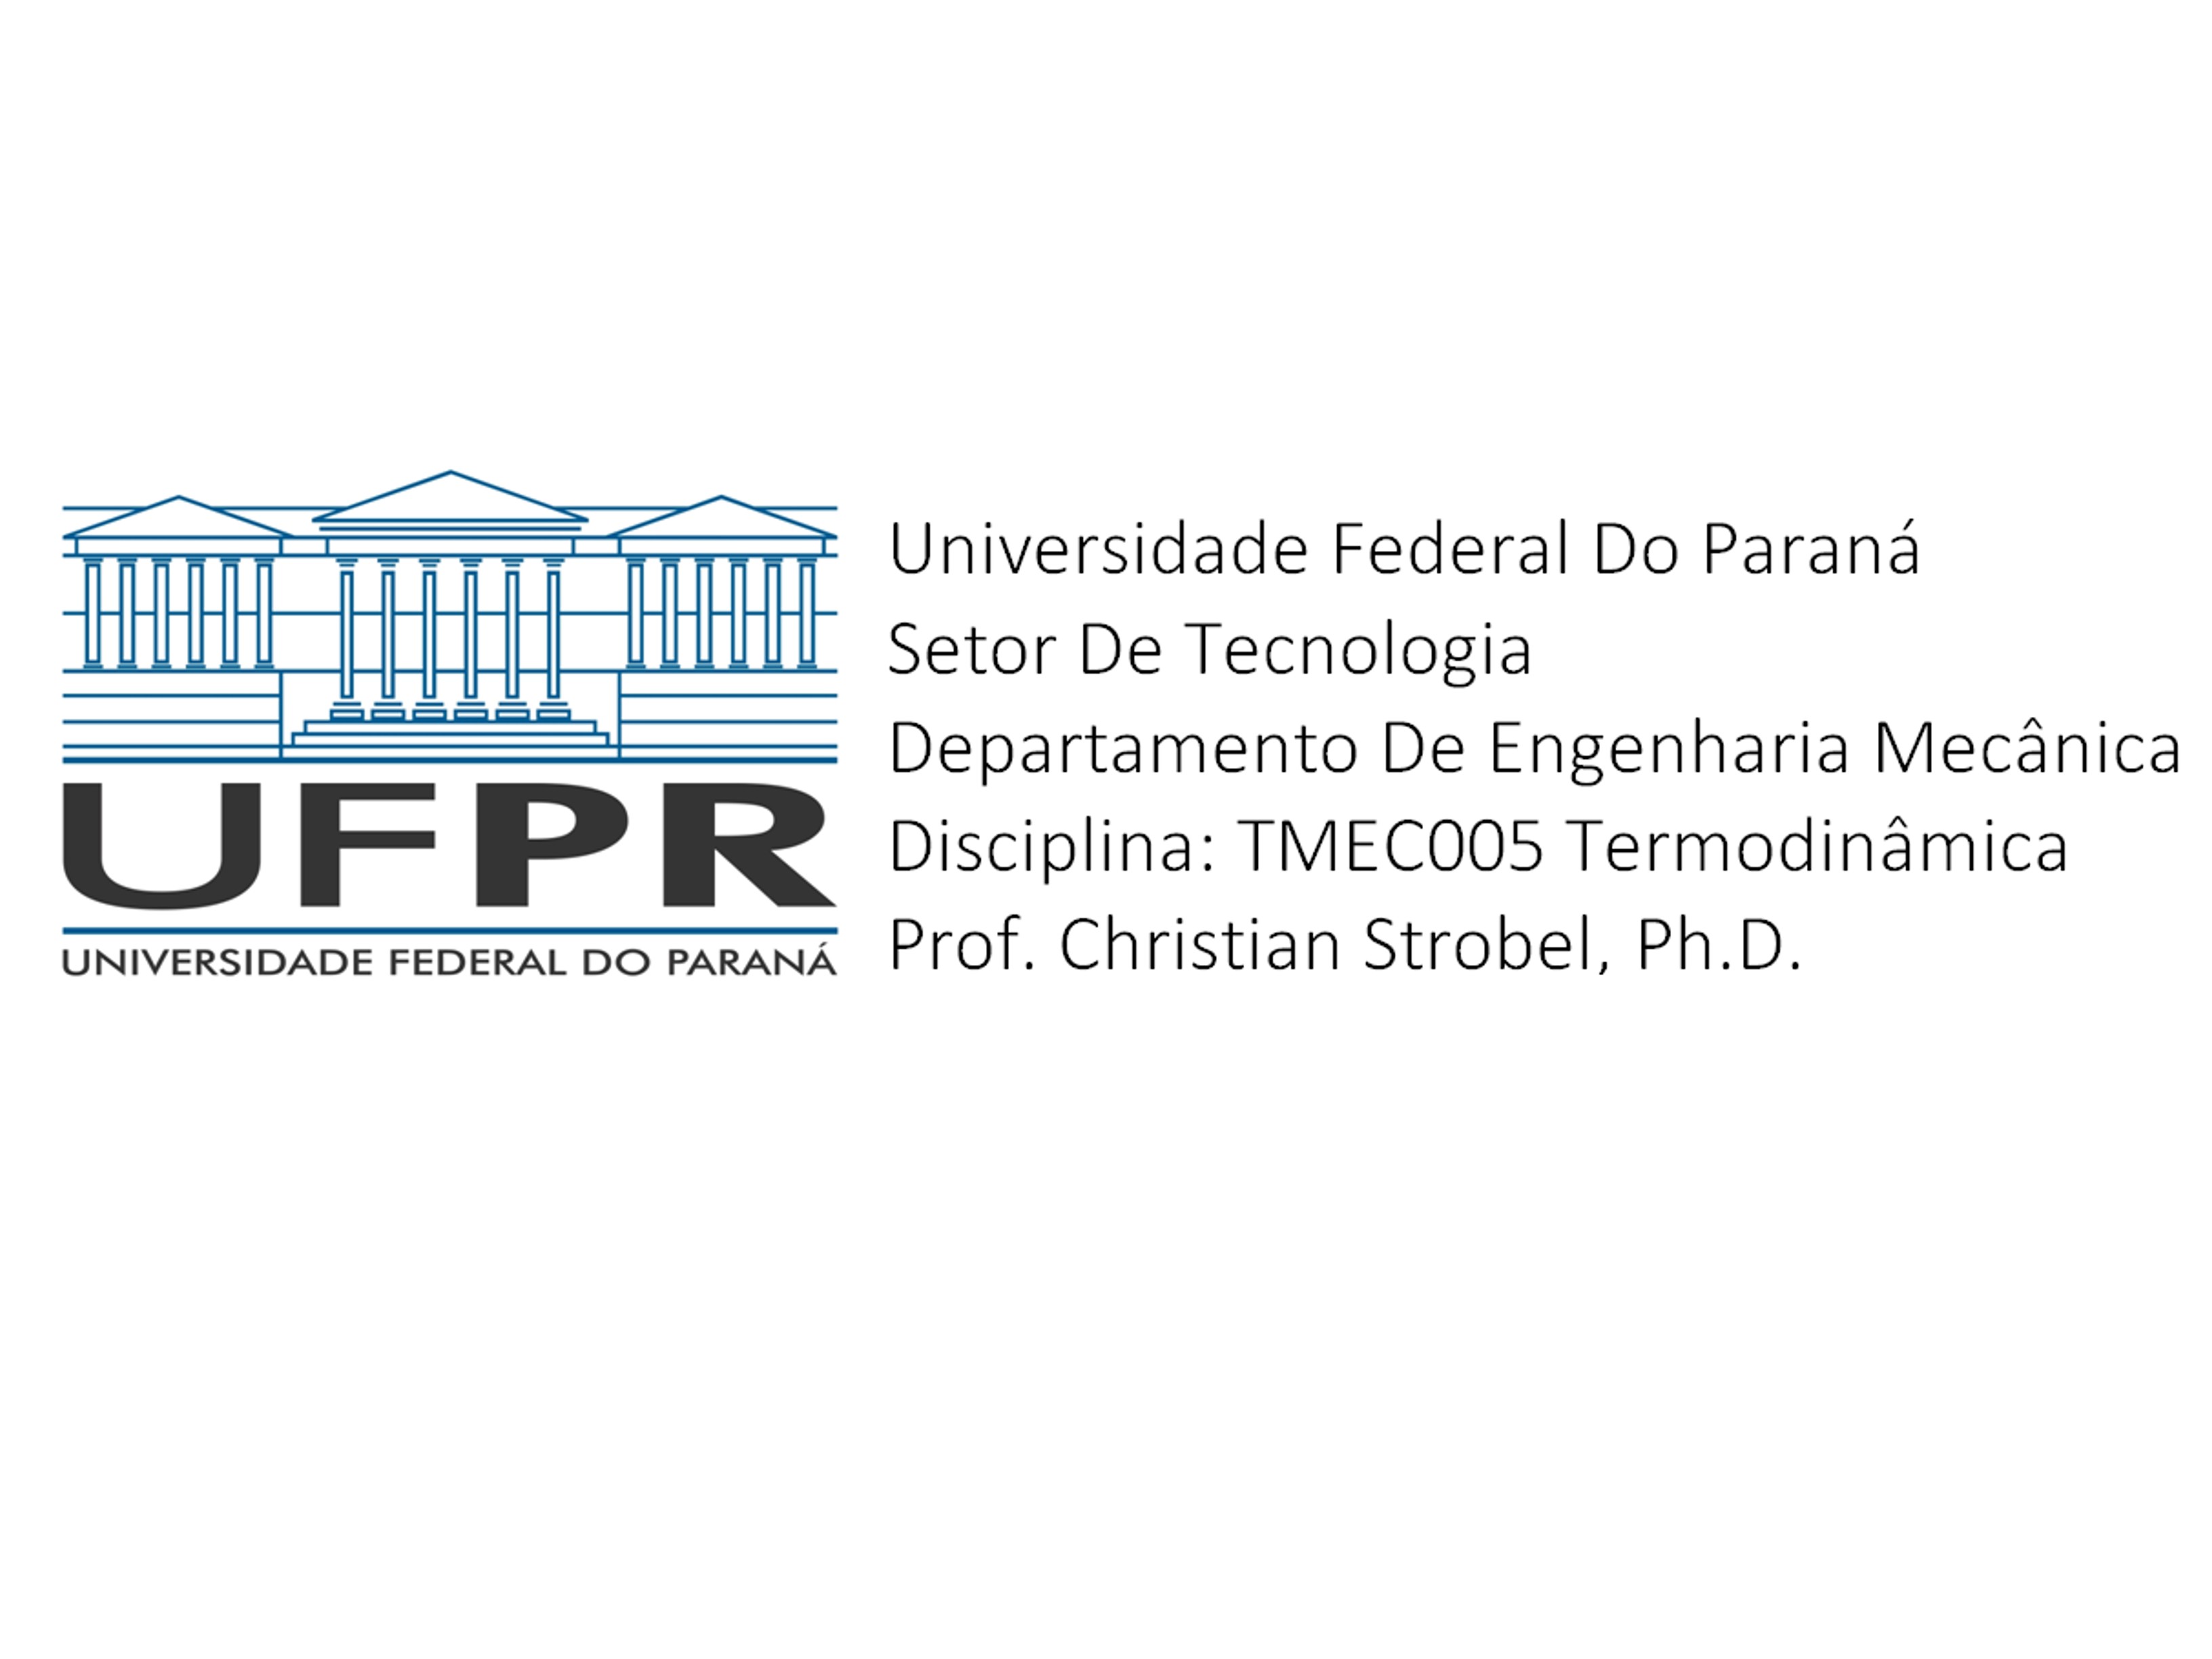 UFPR
UNIVERSIDADE FEDERAL DO PARANÁ
Universidade Federal Do Paraná
Setor De Tecnologia
Departamento De Engenharia Mecânica
Disciplina: TMEC005 Termodinâmica
Prof. Christian Strobel, Ph.D.